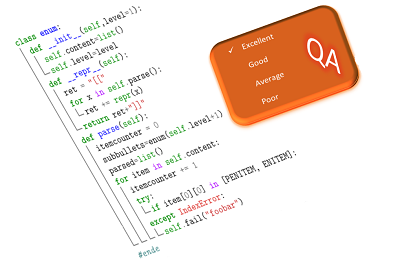 class enum:
def __init__(self,level=1):
self.content=list()
self.level=level
def __repr__(self):
ret = "[["
for x in self.parse():
ret += repr(x)
return ret+"]]"
def parse(self):
itemcounter = 0
subbullets=enum(self.level+1)
parsed=list()
for item in self.content:
itemcounter += 1
try:
if item[0][0] in [PENITEM, ENITEM]:
except IndexError:
self.fail("foobar")
#ende
✓ Excellent
Good
Average
Poor
QA